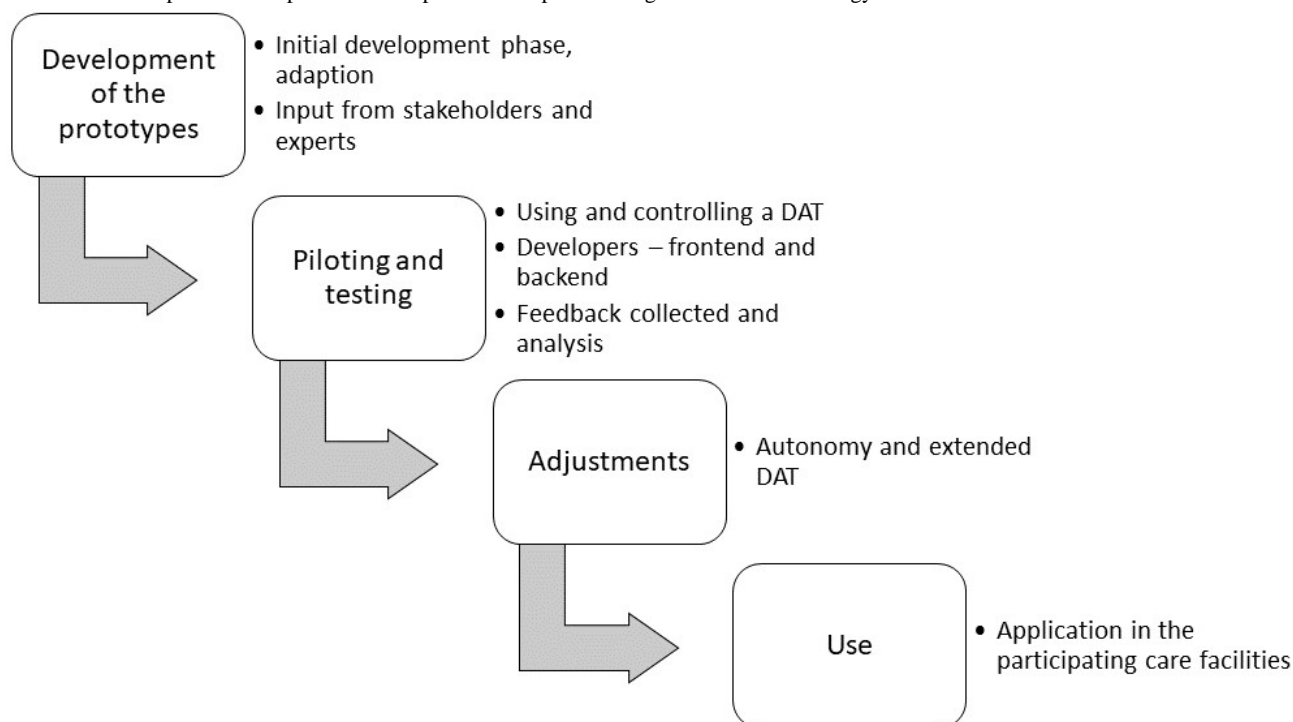 Development
of the
prototypes
• Initial development phase,
adaption
• Input from stakeholders and
experts
Piloting and
testing
• Using and controlling a DAT
• Developers – frontend and
backend
• Feedback collected and
analysis
Adjustments
• Autonomy and extended
DAT
Use
• Application in the
participating care facilities